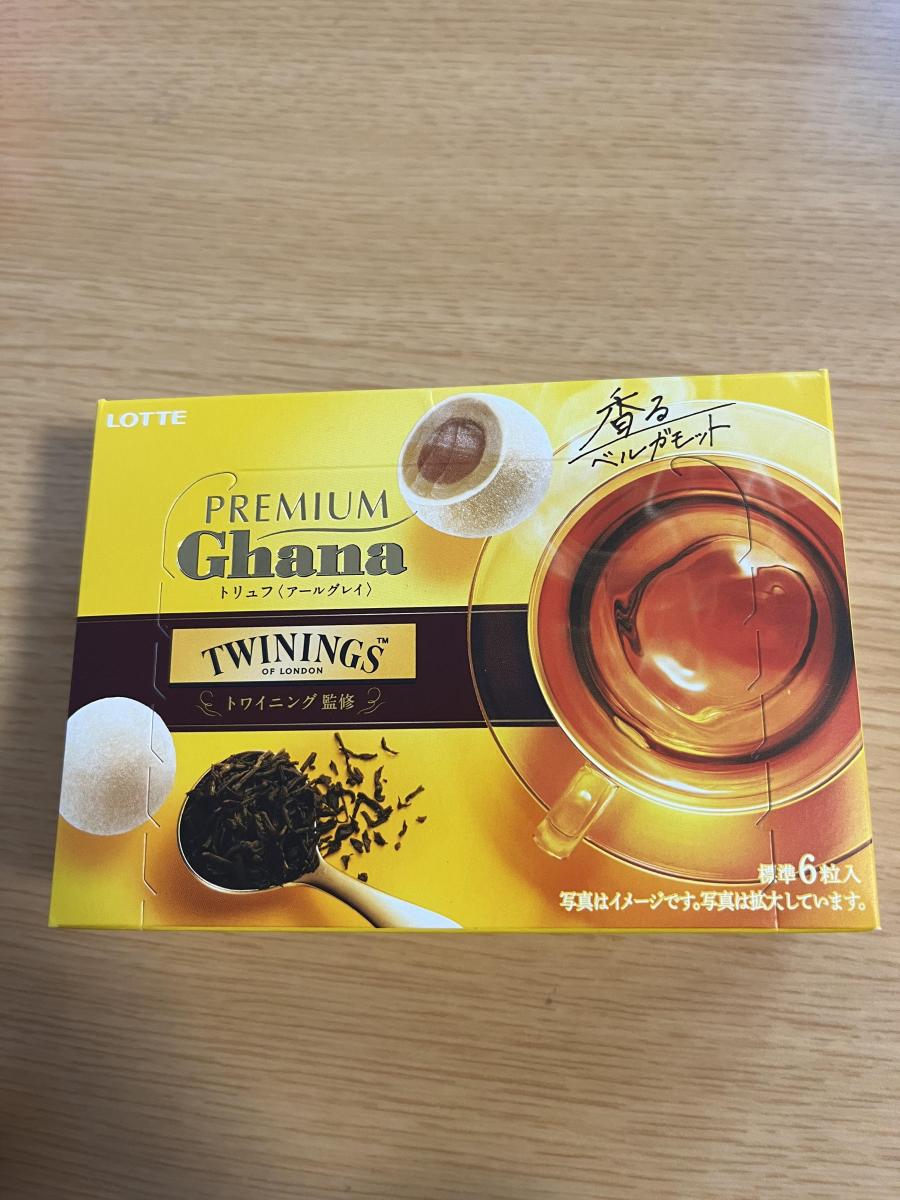 LOTTE
香る
ベルガモット
PREMIUM
Ghana
トリュフ〈アールグレイ〉
TWININGS™
OF LONDON
トワイニング 監修
標準6粒入
写真はイメージです。写真は拡大しています。